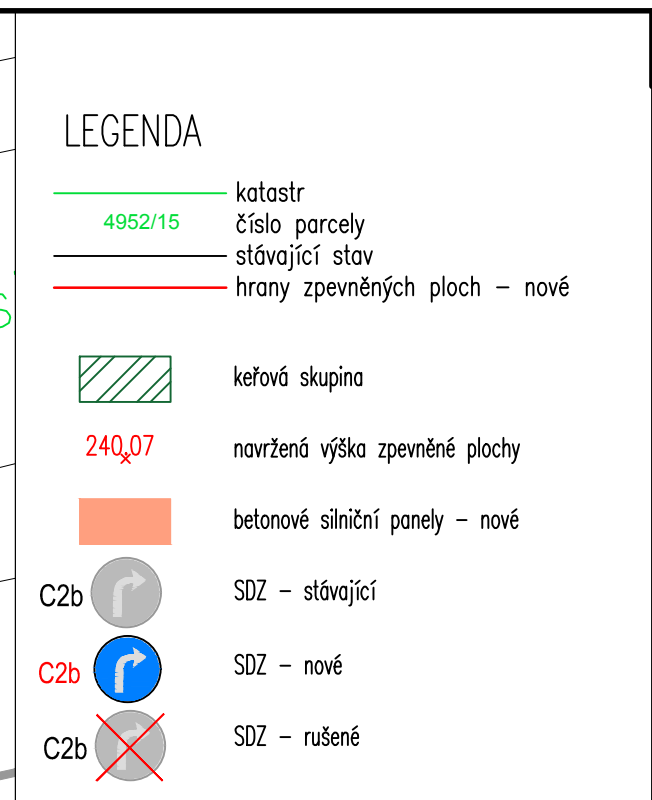 LEGENDA
katastr
4952/15 číslo parcely
stávající stav
hrany zpevněných ploch – nové
keřová skupina
240.07 navržená výška zpevněné plochy
betonové silniční panely – nové
C2b SDZ – stávající
C2b SDZ – nové
C2b SDZ – rušené